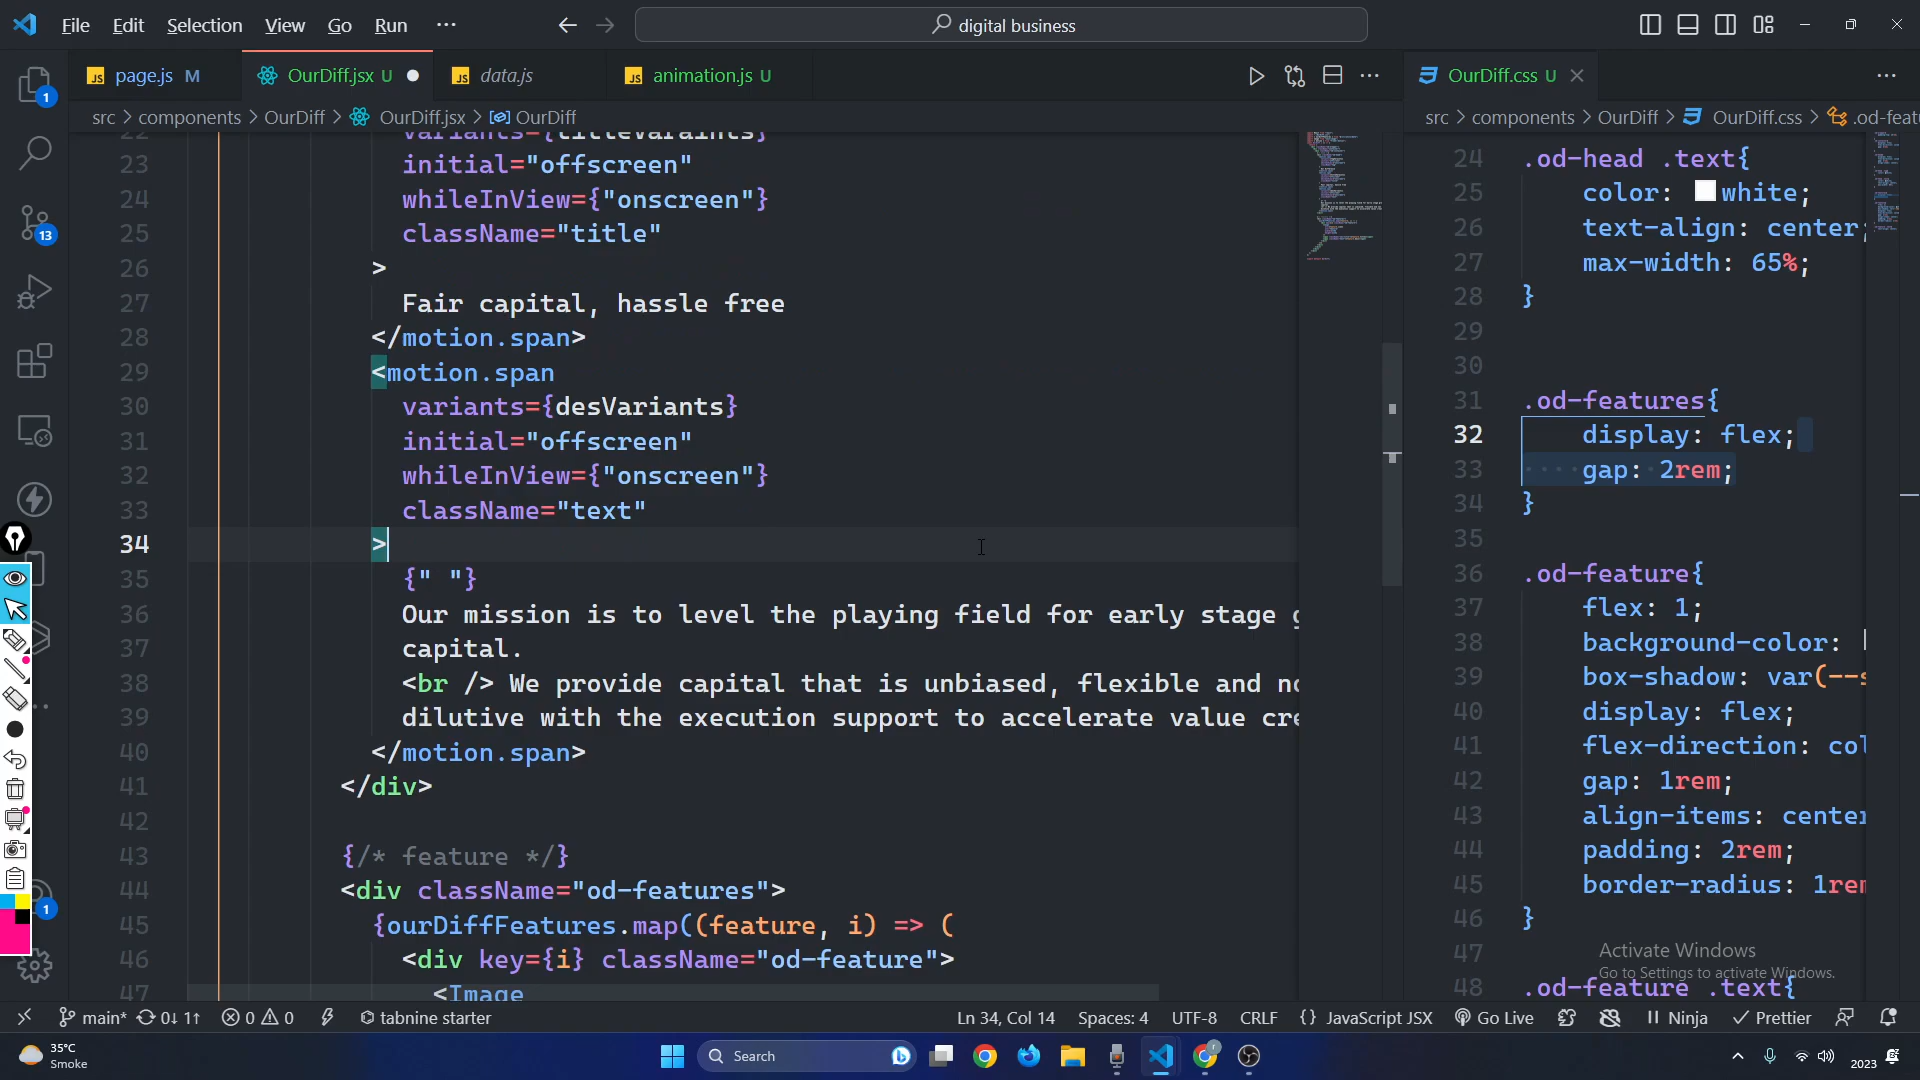 File Edit Selection View Go Run ··· digital business
page.js M
OurDiff.jsx U
data.js
animation.js U
OurDiff.css U
src > components > OurDiff > OurDiff.jsx > OurDiff
src > components > OurDiff > OurDiff.css > .od-feat
22 variants={titleVaraints}
23 initial="offscreen"
24 whileInView={"onscreen"}
25 className="title"
26 >
27 Fair capital, hassle free
28 </motion.span>
29 <motion.span
30 variants={desVariants}
31 initial="offscreen"
32 whileInView={"onscreen"}
33 className="text"
34 >
35 {" "}
36 Our mission is to level the playing field for early stage
37 capital.
38 <br /> We provide capital that is unbiased, flexible and
39 dilutive with the execution support to accelerate value
40 </motion.span>
41 </div>
42
43 {/* feature */}
44 <div className="od-features">
45 {ourDiffFeatures.map((feature, i) => (
46 <div key={i} className="od-feature">
47 <Image
24 .od-head .text{
25 color: white;
26 text-align: center;
27 max-width: 65%;
28 }
29
30
31 .od-features{
32 display: flex;
33 gap: 2rem;
34 }
35
36 .od-feature{
37 flex: 1;
38 background-color:
39 box-shadow: var(--
40 display: flex;
41 flex-direction: col
42 gap: 1rem;
43 align-items: center
44 padding: 2rem;
45 border-radius: 1rem
46 }
47
48 .od-feature .text{
Activate Windows
Go to Settings to activate Windows.
1
13
1
main* 0↓ 1↑ 0 0 tabnine starter Ln 34, Col 14 Spaces: 4 UTF-8 CRLF {} JavaScript JSX Go Live Ninja Prettier
35°C
Smoke
Search
2023